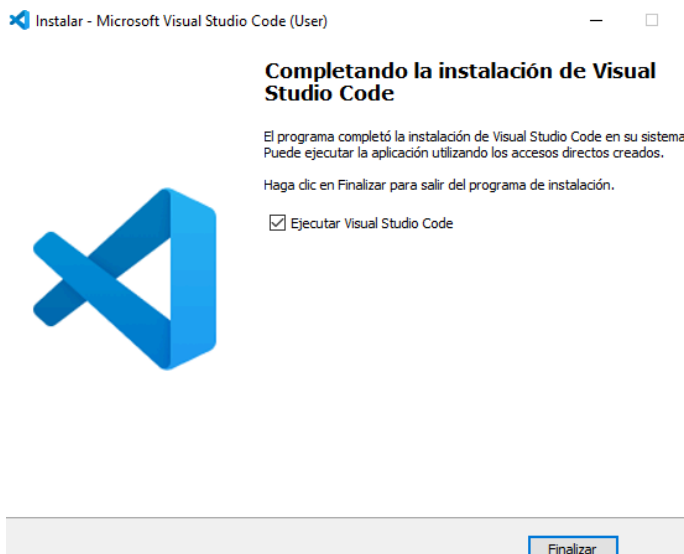 Instalar - Microsoft Visual Studio Code (User)
Completando la instalación de Visual
Studio Code
El programa completó la instalación de Visual Studio Code en su sistema
Puede ejecutar la aplicación utilizando los accesos directos creados.
Haga clic en Finalizar para salir del programa de instalación.
Ejecutar Visual Studio Code
Finalizar